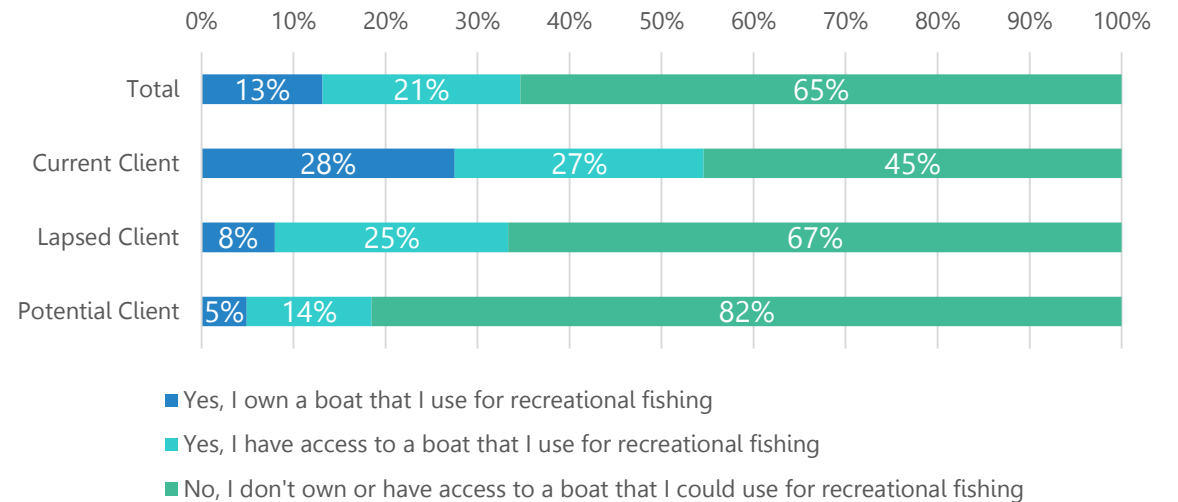 0% 10% 20% 30% 40% 50% 60% 70% 80% 90% 100%
Total 13% 21% 65%
Current Client 28% 27% 45%
Lapsed Client 8% 25% 67%
Potential Client 5% 14% 82%
Yes, I own a boat that I use for recreational fishing
Yes, I have access to a boat that I use for recreational fishing
No, I don't own or have access to a boat that I could use for recreational fishing